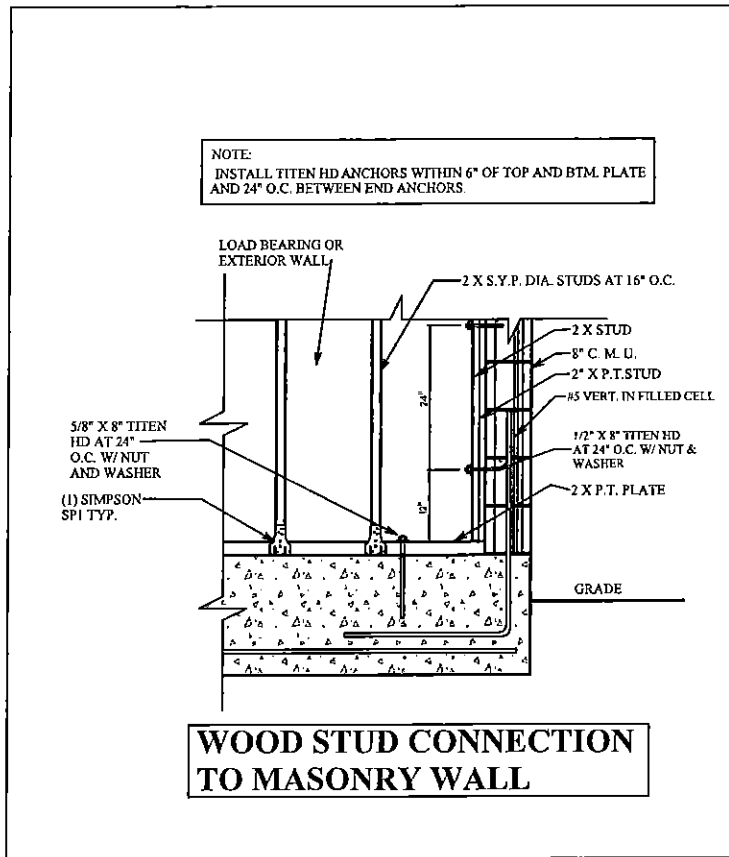 NOTE:
INSTALL TITEN HD ANCHORS WITHIN 6" OF TOP AND BTM. PLATE
AND 24" O.C. BETWEEN END ANCHORS.
LOAD BEARING OR
EXTERIOR WALL
2 X S.Y.P. DIA. STUDS AT 16" O.C.
2 X STUD
8" C. M. U.
2" X P.T.STUD
#5 VERT. IN FILLED CELL
24"
5/8" X 8" TITEN
HD AT 24"
O.C. W/ NUT
AND WASHER
1/2" X 8" TITEN HD
AT 24" O.C. W/ NUT &
WASHER
(1) SIMPSON
SP1 TYP.
2 X P.T. PLATE
12"
GRADE
WOOD STUD CONNECTION
TO MASONRY WALL